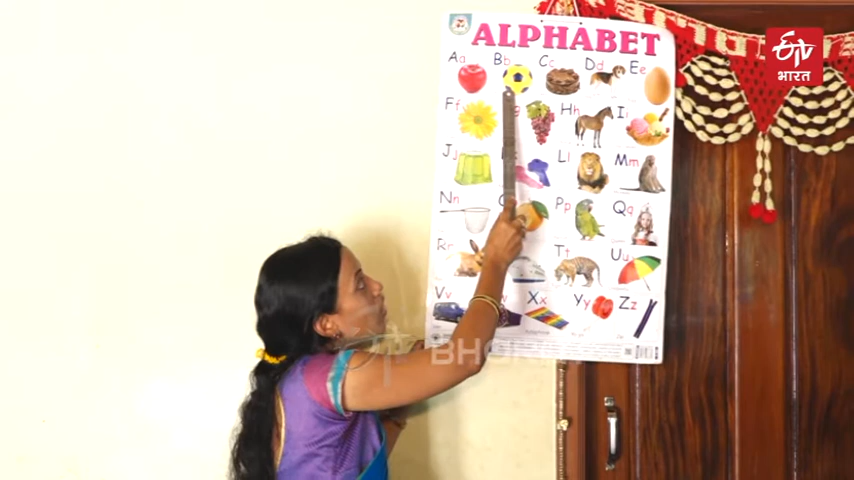 ALPHABET
Aa Bb Cc Dd Ee
Ff g Hh Ii
Jj Ll Mm
Nn Pp Qq
Rr Tt Uu
Vv Xx Yy Zz
ETV
भारत
BHARAT